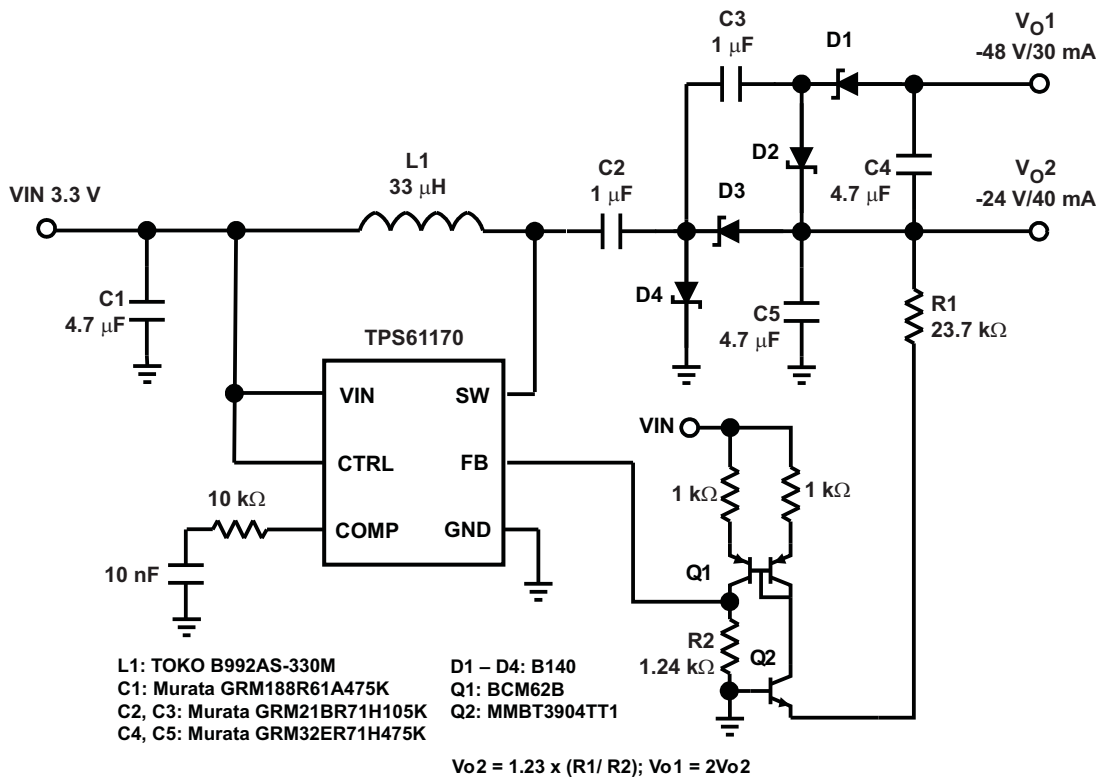 C3
1 μF
D1
VO1
-48 V/30 mA
L1
33 μH
C2
1 μF
D2
D3
C4
4.7 μF
VO2
-24 V/40 mA
VIN 3.3 V
C1
4.7 μF
D4
C5
4.7 μF
R1
23.7 kΩ
TPS61170
VIN
SW
CTRL
FB
COMP
GND
10 kΩ
10 nF
VIN
1 kΩ
1 kΩ
Q1
R2
1.24 kΩ
Q2
L1: TOKO B992AS-330M
C1: Murata GRM188R61A475K
C2, C3: Murata GRM21BR71H105K
C4, C5: Murata GRM32ER71H475K
D1 – D4: B140
Q1: BCM62B
Q2: MMBT3904TT1
Vo2 = 1.23 x (R1/ R2); Vo1 = 2Vo2